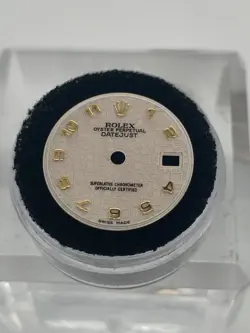 ROLEX
OYSTER PERPETUAL
DATEJUST
SUPERLATIVE CHRONOMETER
OFFICIALLY CERTIFIED
SWISS MADE